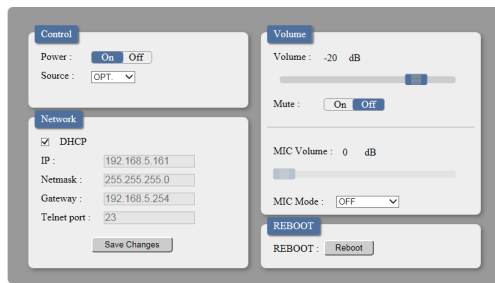 Control
Power : On Off
Source : OPT.
Network
DHCP
IP : 192.168.5.161
Netmask : 255.255.255.0
Gateway : 192.168.5.254
Telnet port : 23
Save Changes
Volume
Volume : -20 dB
Mute : On Off
MIC Volume : 0 dB
MIC Mode : OFF
REBOOT
REBOOT : Reboot